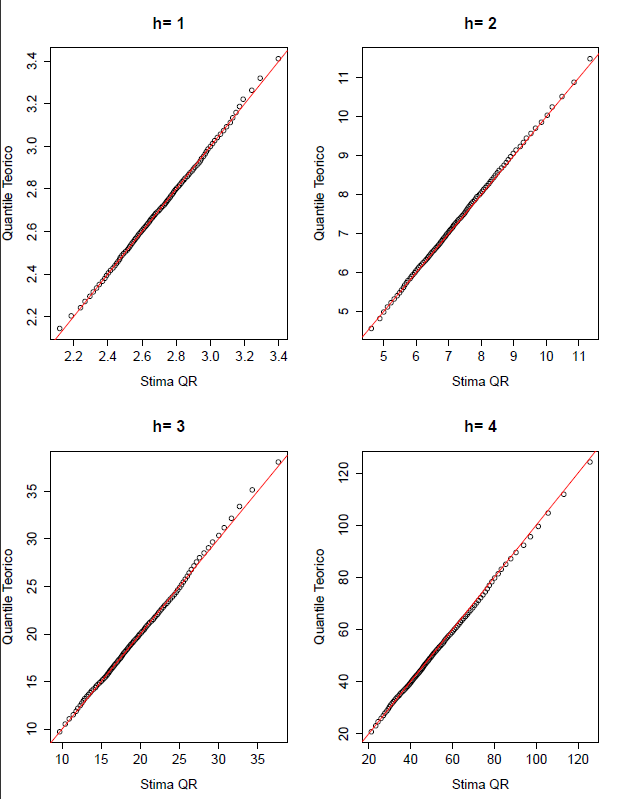 h= 1
Quantile Teorico
3.4
3.2
3.0
2.8
2.6
2.4
2.2
2.2 2.4 2.6 2.8 3.0 3.2 3.4
Stima QR
h= 2
Quantile Teorico
11
10
9
8
7
6
5
5 6 7 8 9 10 11
Stima QR
h= 3
Quantile Teorico
35
30
25
20
15
10
10 15 20 25 30 35
Stima QR
h= 4
Quantile Teorico
120
100
80
60
40
20
20 40 60 80 100 120
Stima QR